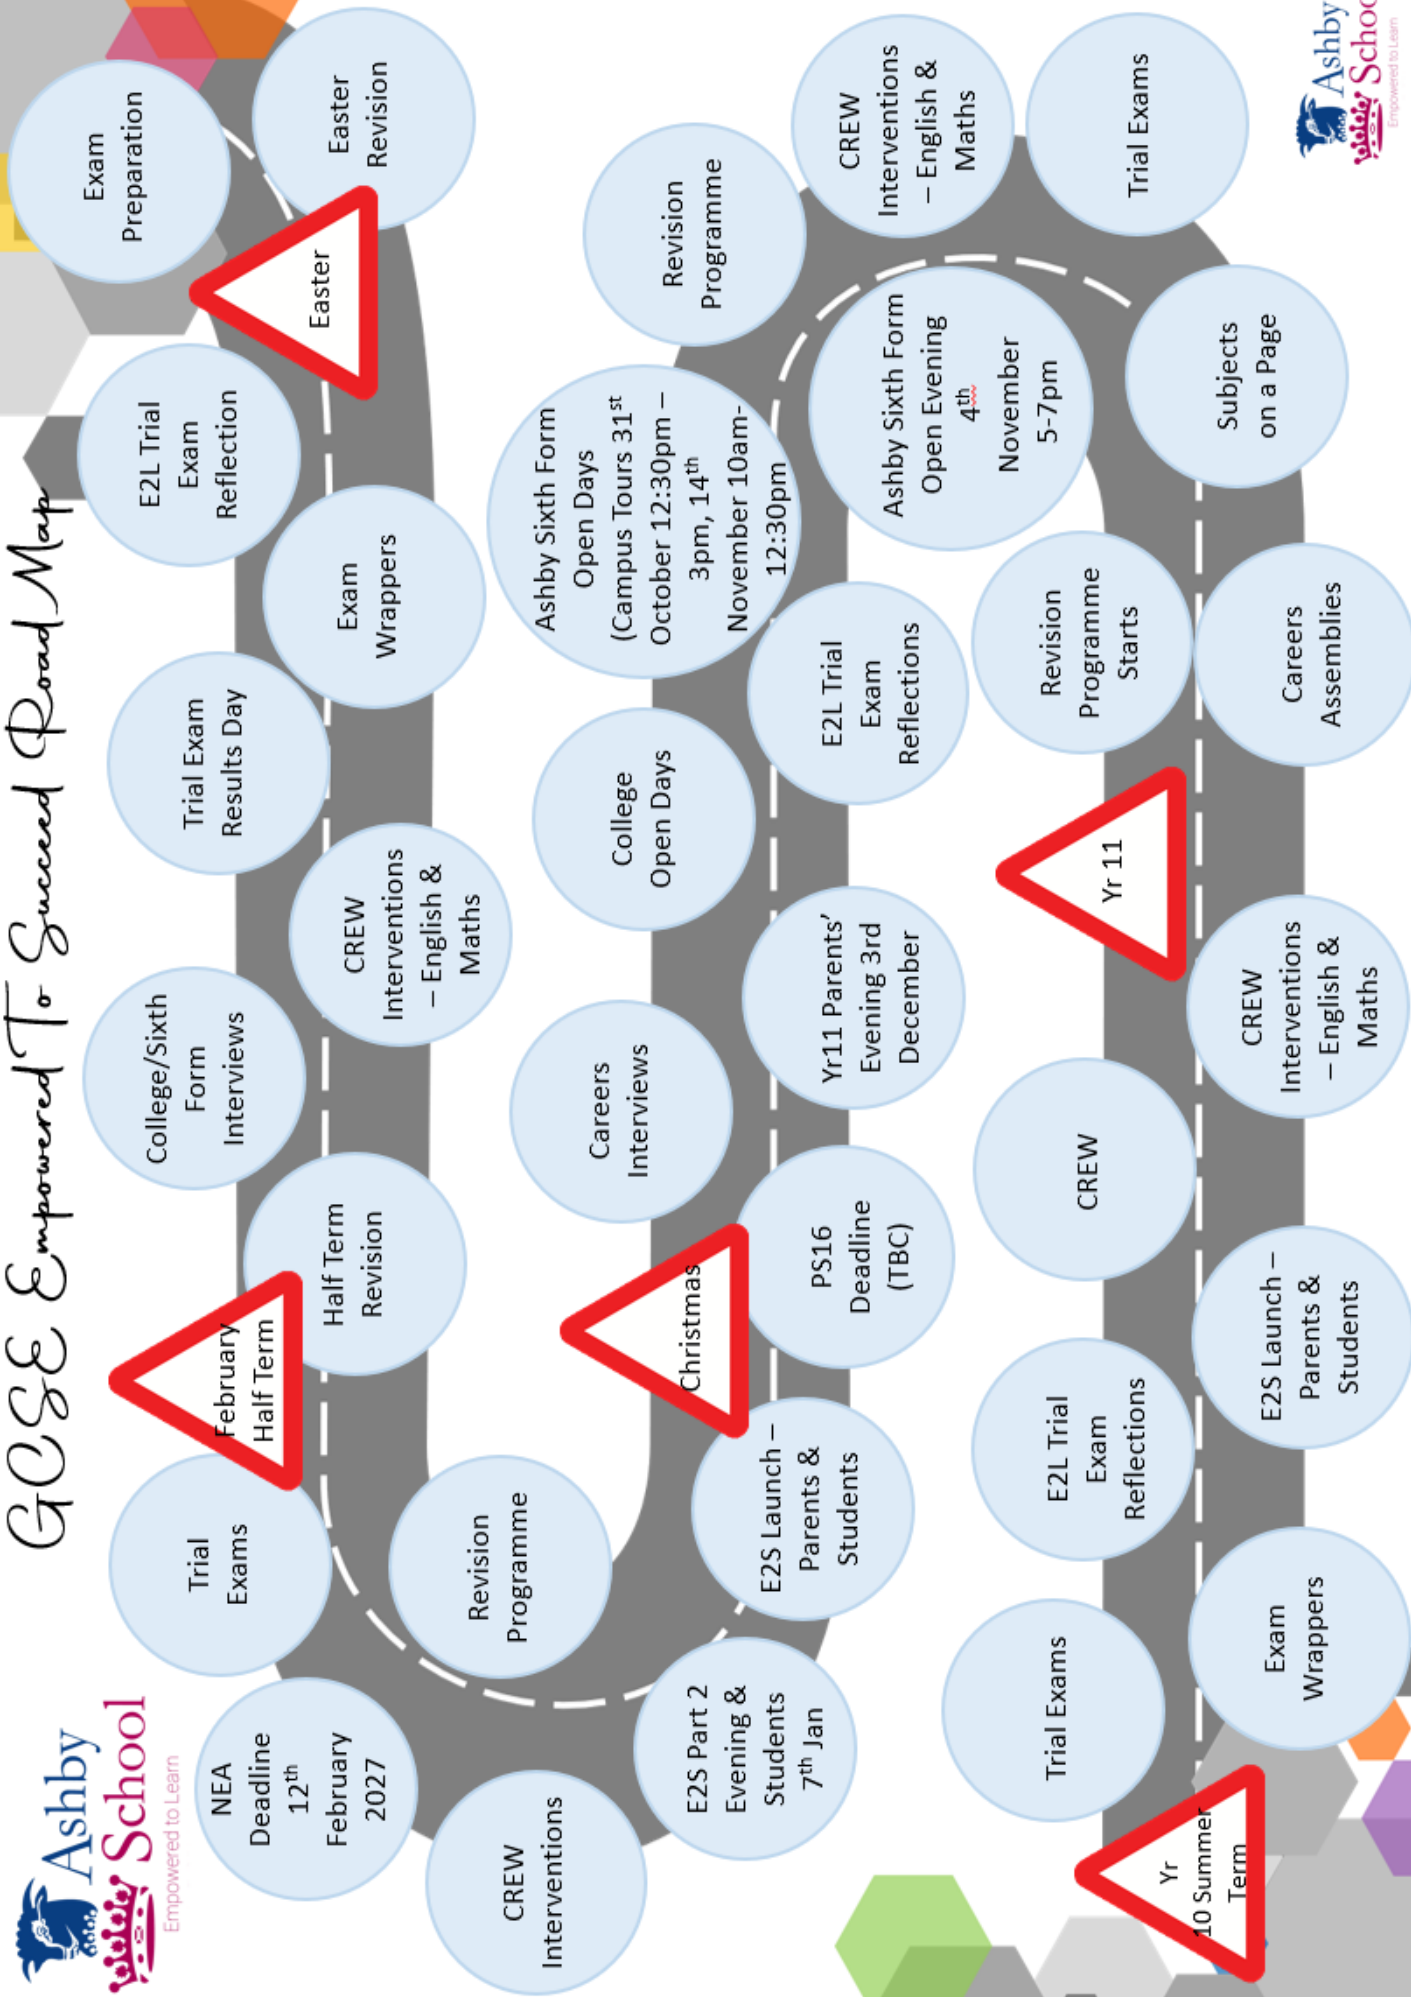 Ashby
School
Empowered to Learn
GCSE Empowered To Succeed Road Map
NEA
Deadline
12th
February
2027
Trial
Exams
February
Half Term
Half Term
Revision
College/Sixth
Form
Interviews
CREW
Interventions
– English &
Maths
Trial Exam
Results Day
Exam
Wrappers
E2L Trial
Exam
Reflection
Easter
Easter
Revision
Exam
Preparation
CREW
Interventions
Revision
Programme
E2S Part 2
Evening &
Students
7th Jan
E2S Launch –
Parents &
Students
Christmas
PS16
Deadline
(TBC)
Careers
Interviews
Yr11 Parents’
Evening 3rd
December
College
Open Days
E2L Trial
Exam
Reflections
Ashby Sixth Form
Open Days
(Campus Tours 31st
October 12:30pm –
3pm, 14th
November 10am-
12:30pm
Revision
Programme
Ashby Sixth Form
Open Evening
4th
November
5-7pm
CREW
Interventions
– English &
Maths
Trial Exams
Subjects
on a Page
Yr
10 Summer
Term
Trial Exams
Exam
Wrappers
E2L Trial
Exam
Reflections
E2S Launch –
Parents &
Students
CREW
CREW
Interventions
– English &
Maths
Yr 11
Revision
Programme
Starts
Careers
Assemblies
Ashby
School
Empowered to Learn